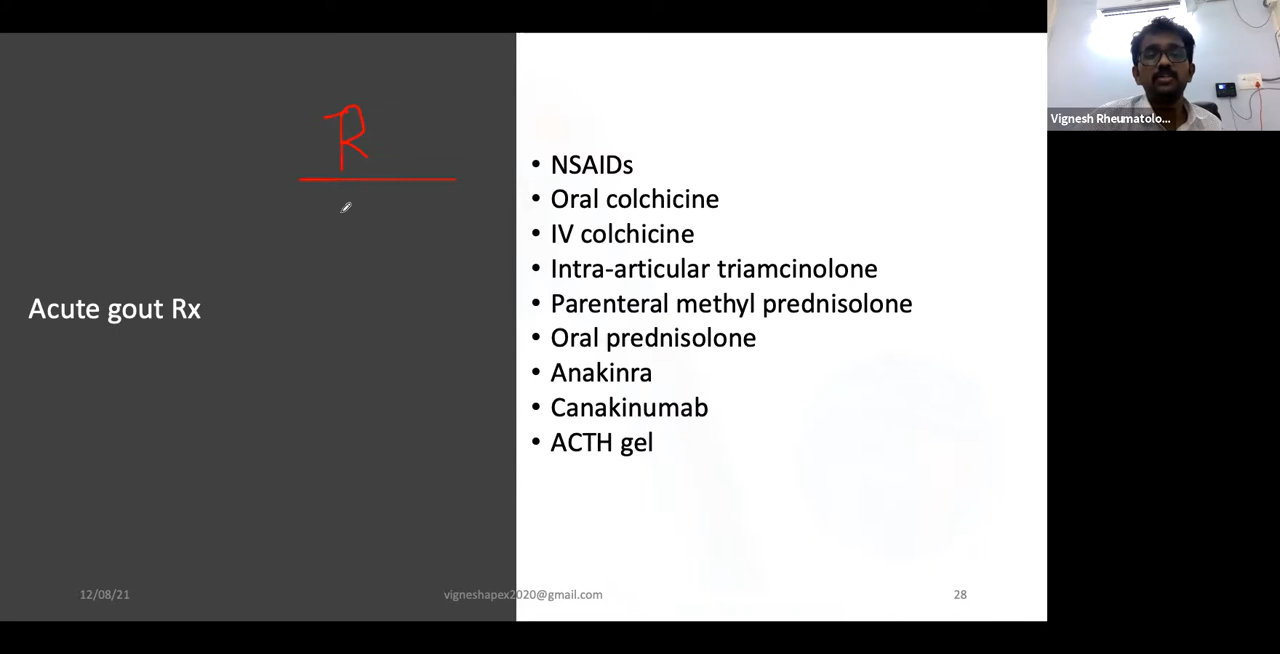 R
Vignesh Rheumatolo...
Acute gout Rx
• NSAIDs
• Oral colchicine
• IV colchicine
• Intra-articular triamcinolone
• Parenteral methyl prednisolone
• Oral prednisolone
• Anakinra
• Canakinumab
• ACTH gel
12/08/21
vigneshapex2020@gmail.com
28